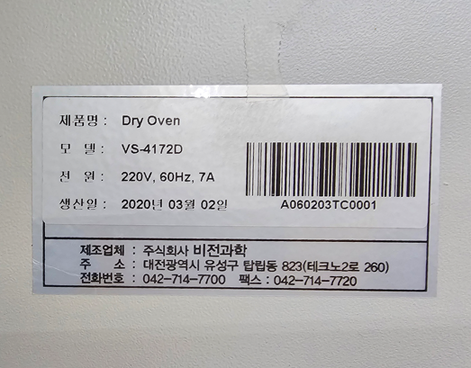 제품명 : Dry Oven
모 델 : VS-4172D
전 원 : 220V, 60Hz, 7A
생산일 : 2020년 03월 02일
A060203TC0001
제조업체 : 주식회사 비전과학
주 소 : 대전광역시 유성구 탑립동 823(테크노2로 260)
전화번호 : 042-714-7700 팩스 : 042-714-7720